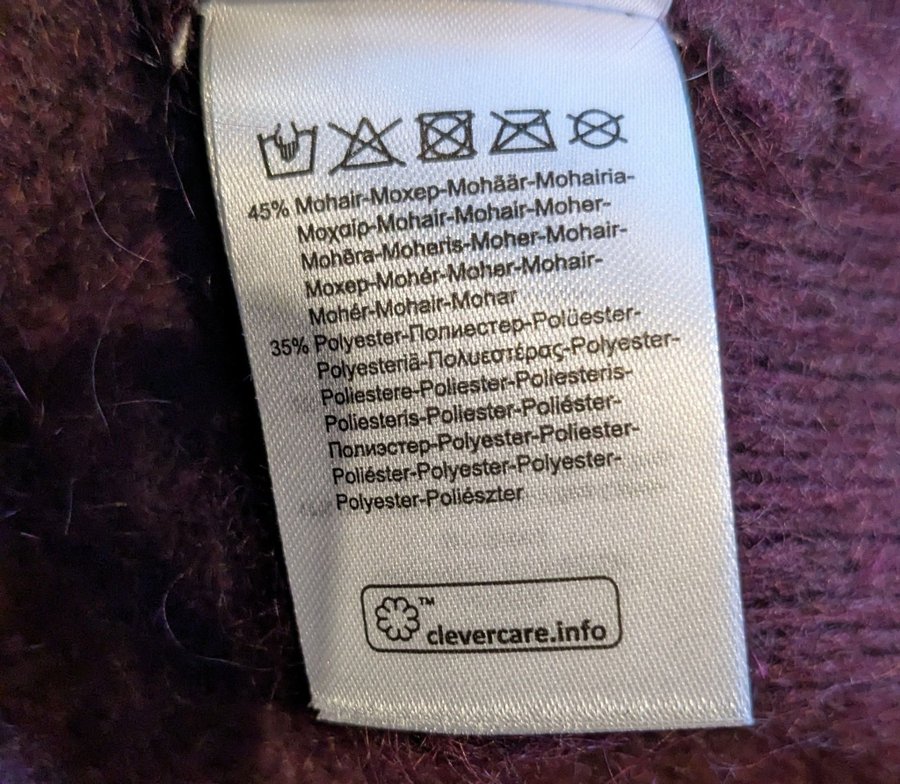 45% Mohair-Мохер-Mohäär-Mohairia-
Μοχαίρ-Mohair-Mohair-Moher-
Mohēra-Moheris-Moher-Mohair-
Мохер-Mohér-Moher-Mohair-
Mohér-Mohair-Mohar
35% Polyester-Полиестер-Polüester-
Polyesteriä-Πολυεστέρας-Polyester-
Poliestere-Poliester-Poliesteris-
Poliesteris-Poliester-Poliéster-
Полиэстер-Polyester-Poliester-
Poliéster-Polyester-Polyester-
Polyester-Poliészter
™
clevercare.info